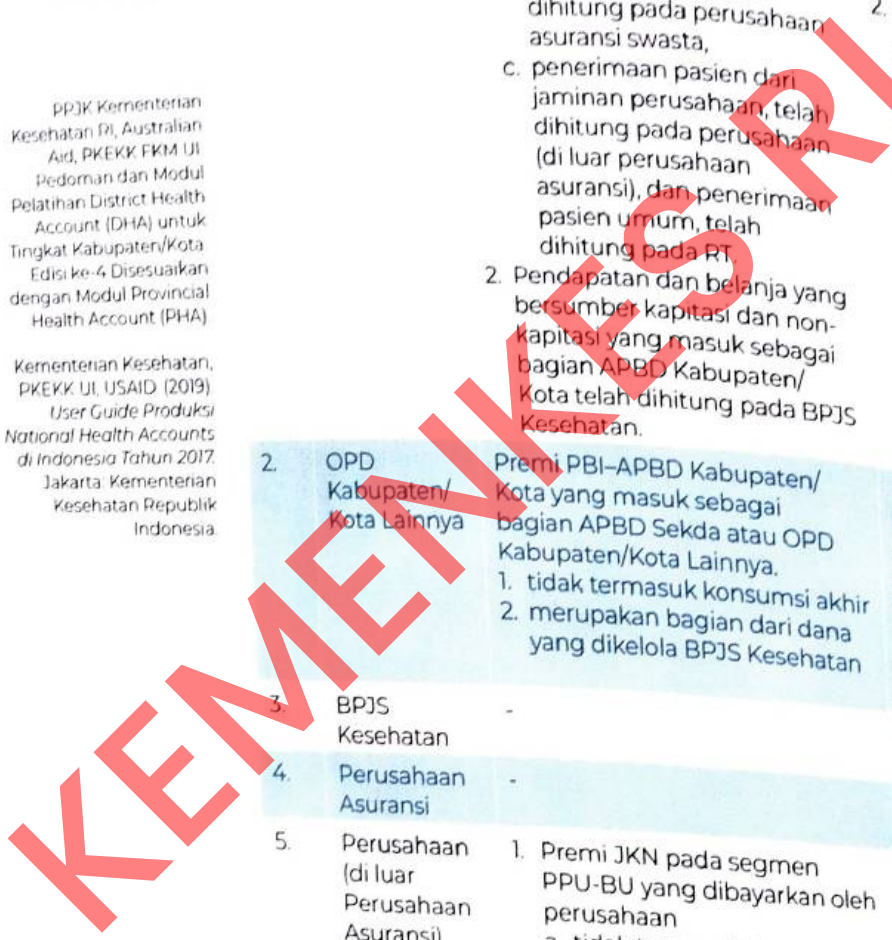 PPJK Kementerian
Kesehatan RI, Australian
Aid, PKEKK FKM UI
Pedoman dan Modul
Pelatihan District Health
Account (DHA) untuk
Tingkat Kabupaten/Kota
Edisi ke-4 Disesuaikan
dengan Modul Provincial
Health Account (PHA)
Kementerian Kesehatan,
PKEKK UI, USAID (2019)
User Guide Produksi
National Health Accounts
di Indonesia Tahun 2017.
Jakarta: Kementerian
Kesehatan Republik
Indonesia.
dihitung pada perusahaan
asuransi swasta,
c. penerimaan pasien dari
jaminan perusahaan, telah
dihitung pada perusahaan
(di luar perusahaan
asuransi), dan penerimaan
pasien umum, telah
dihitung pada RT.
2. Pendapatan dan belanja yang
bersumber kapitasi dan non-
kapitasi yang masuk sebagai
bagian APBD Kabupaten/
Kota telah dihitung pada BPJS
Kesehatan.
2.
2. OPD
Kabupaten/
Kota Lainnya
Premi PBI–APBD Kabupaten/
Kota yang masuk sebagai
bagian APBD Sekda atau OPD
Kabupaten/Kota Lainnya.
1. tidak termasuk konsumsi akhir
2. merupakan bagian dari dana
yang dikelola BPJS Kesehatan
3. BPJS
Kesehatan
-
4. Perusahaan
Asuransi
-
5. Perusahaan
(di luar
Perusahaan
Asuransi)
1. Premi JKN pada segmen
PPU-BU yang dibayarkan oleh
perusahaan
KEMENKES RI